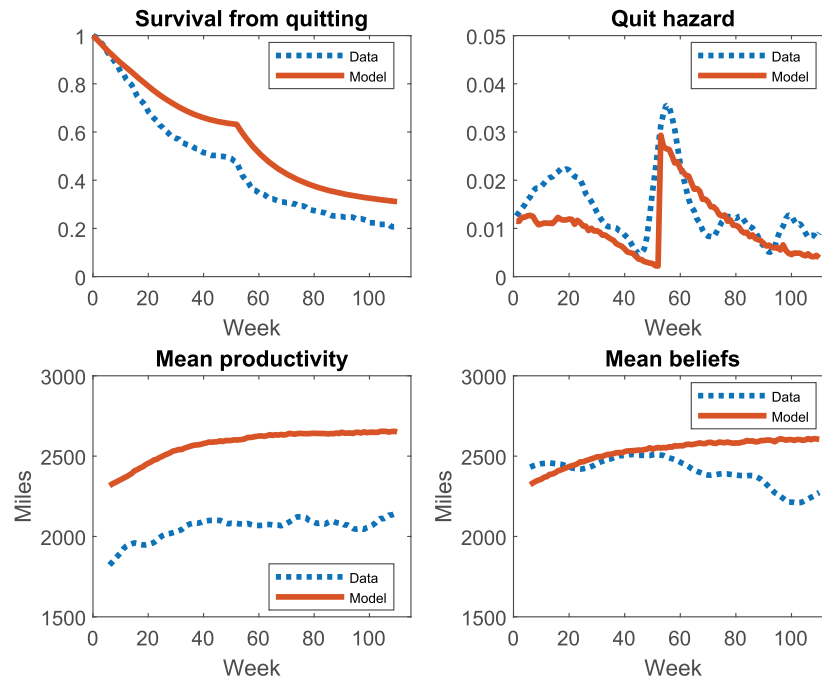 Survival from quitting
1
0.8
0.6
0.4
0.2
0
0 20 40 60 80 100
Week
Data
Model
Quit hazard
0.05
0.04
0.03
0.02
0.01
0
0 20 40 60 80 100
Week
Data
Model
Mean productivity
3000
2500
2000
1500
Miles
0 20 40 60 80 100
Week
Data
Model
Mean beliefs
3000
2500
2000
1500
Miles
0 20 40 60 80 100
Week
Data
Model